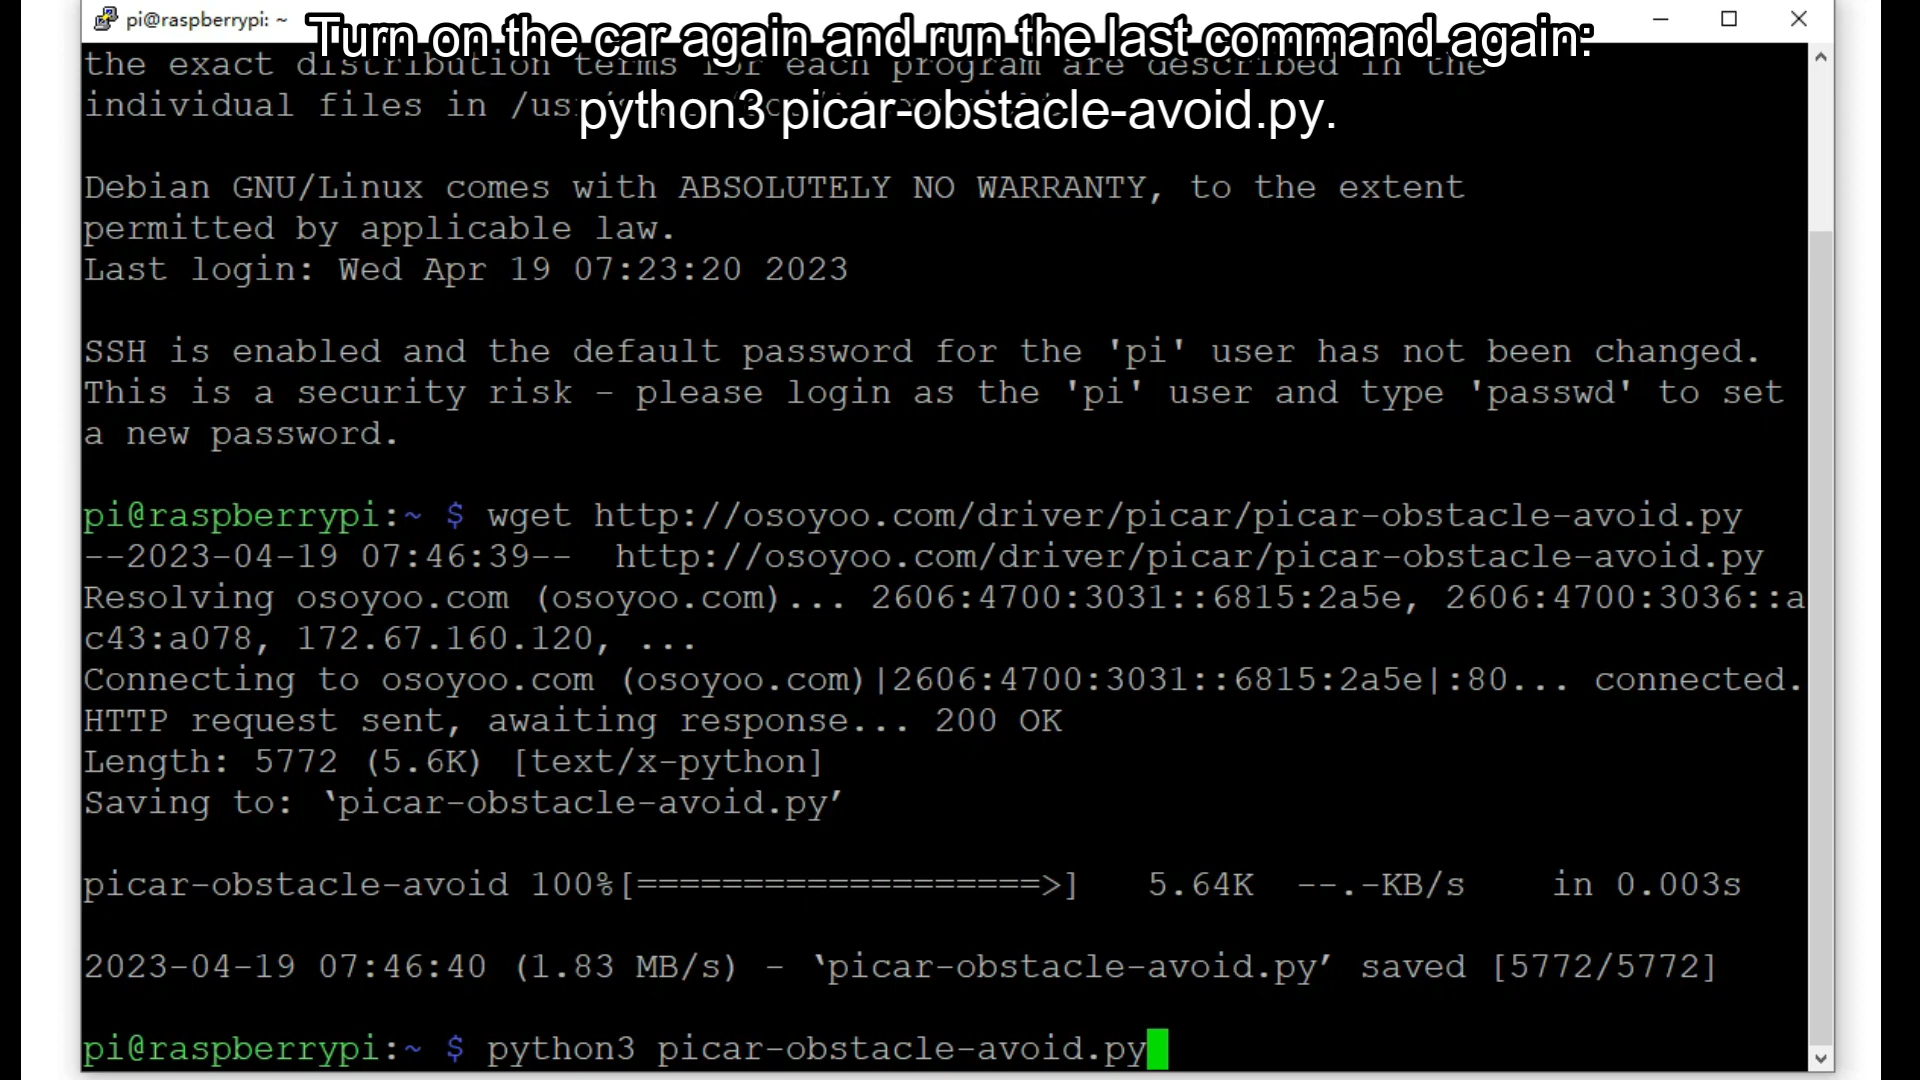 pi@raspberrypi: ~
Turn on the car again and run the last command again:
python3 picar-obstacle-avoid.py.
the exact distribution terms for each program are described in the
individual files in /us
Debian GNU/Linux comes with ABSOLUTELY NO WARRANTY, to the extent
permitted by applicable law.
Last login: Wed Apr 19 07:23:20 2023
SSH is enabled and the default password for the 'pi' user has not been changed.
This is a security risk - please login as the 'pi' user and type 'passwd' to set
a new password.
pi@raspberrypi:~ $ wget http://osoyoo.com/driver/picar/picar-obstacle-avoid.py
--2023-04-19 07:46:39--  http://osoyoo.com/driver/picar/picar-obstacle-avoid.py
Resolving osoyoo.com (osoyoo.com)... 2606:4700:3031::6815:2a5e, 2606:4700:3036::a
c43:a078, 172.67.160.120, ...
Connecting to osoyoo.com (osoyoo.com)|2606:4700:3031::6815:2a5e|:80... connected.
HTTP request sent, awaiting response... 200 OK
Length: 5772 (5.6K) [text/x-python]
Saving to: ‘picar-obstacle-avoid.py’
picar-obstacle-avoid 100%[===================>]   5.64K  --.-KB/s    in 0.003s
2023-04-19 07:46:40 (1.83 MB/s) - ‘picar-obstacle-avoid.py’ saved [5772/5772]
pi@raspberrypi:~ $ python3 picar-obstacle-avoid.py